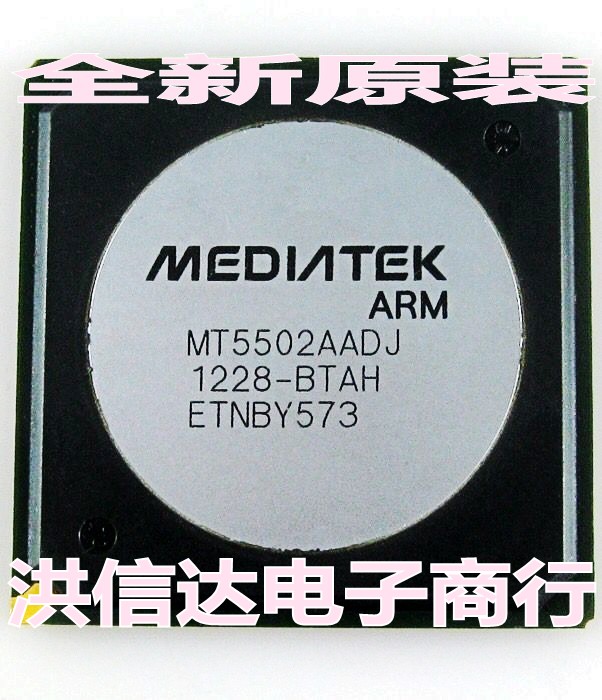 全新原装
MEDIATEK
ARM
MT5502AADJ
1228-BTAH
ETNBY573
洪信达电子商行